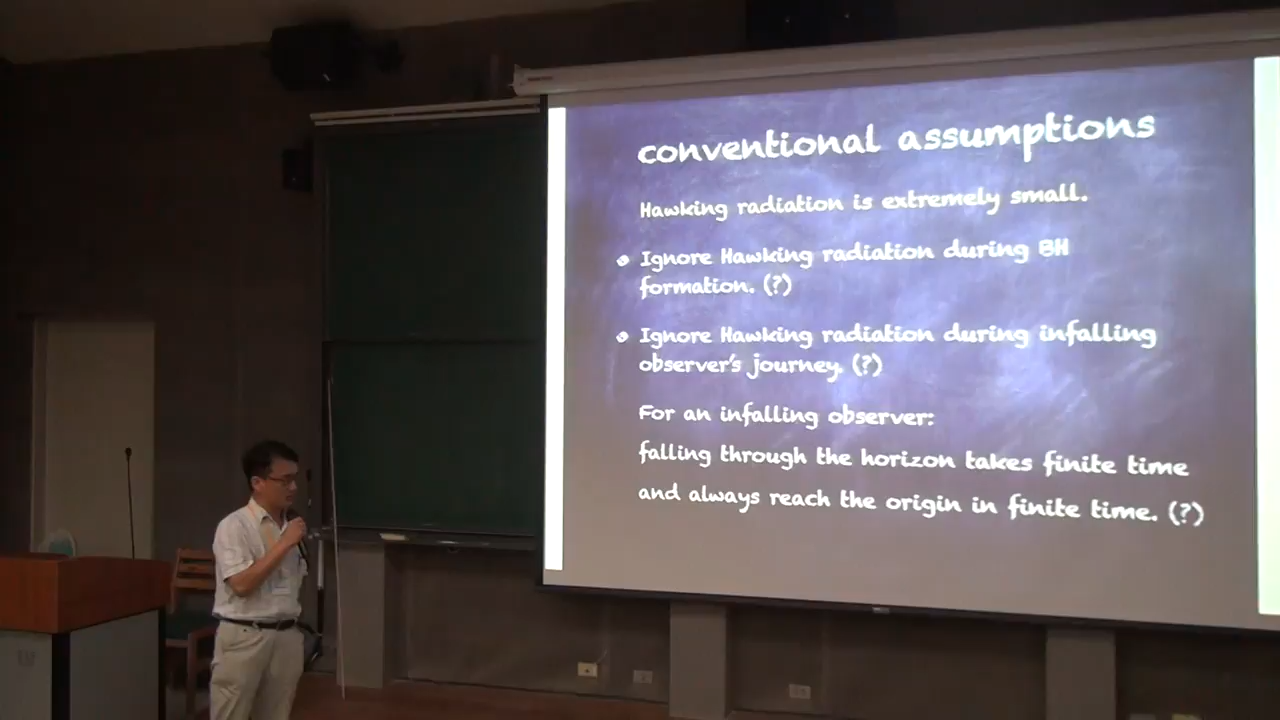 conventional assumptions
Hawking radiation is extremely small.
Ignore Hawking radiation during BH
formation. (?)
Ignore Hawking radiation during infalling
observer's journey. (?)
For an infalling observer:
falling through the horizon takes finite time
and always reach the origin in finite time. (?)